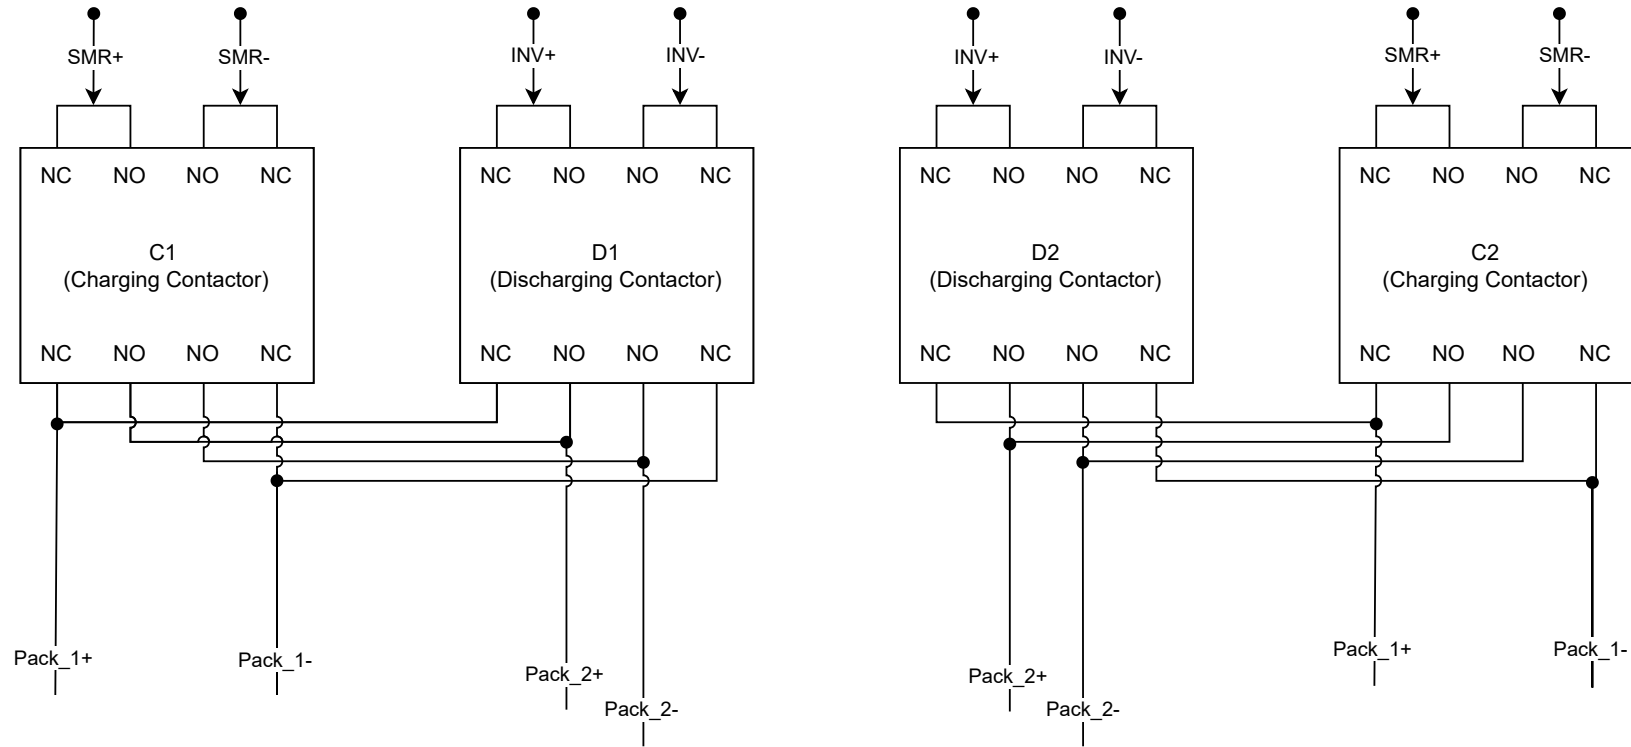 SMR+ SMR- INV+ INV- INV+ INV- SMR+ SMR-
NC NO NO NC NC NO NO NC NC NO NO NC NC NO NO NC
C1 D1 D2 C2
(Charging Contactor) (Discharging Contactor) (Discharging Contactor) (Charging Contactor)
NC NO NO NC NC NO NO NC NC NO NO NC NC NO NO NC
Pack_1+ Pack_1- Pack_2+ Pack_2+ Pack_1+ Pack_1-
Pack_2- Pack_2-